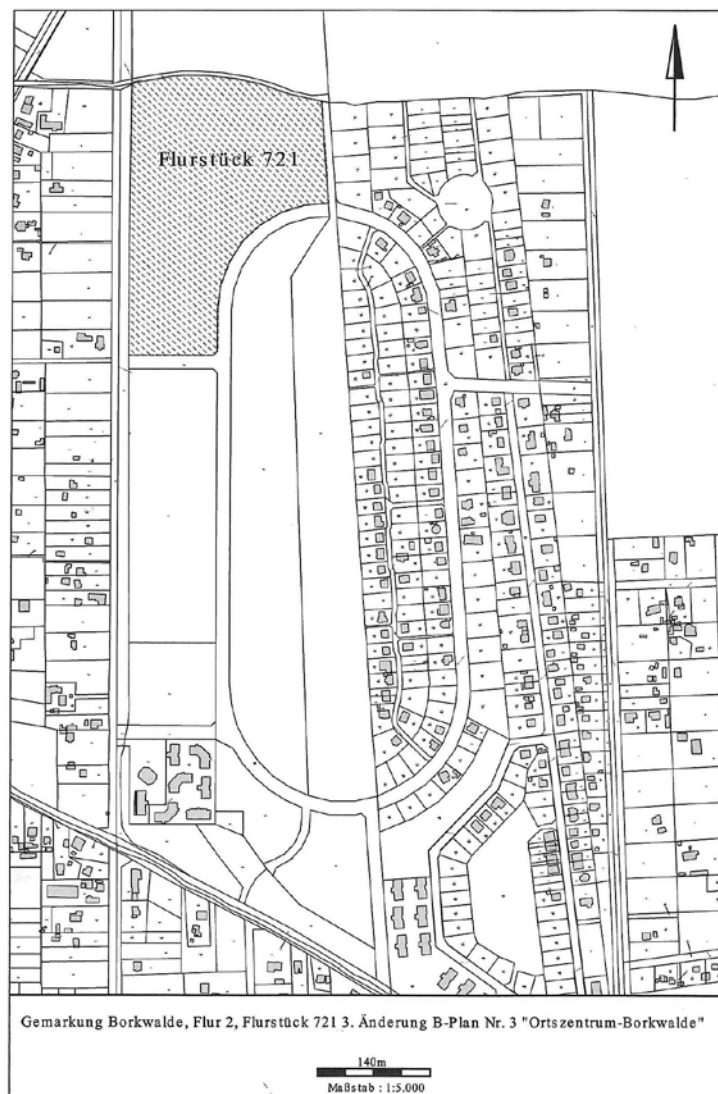 Flurstück 721
Gemarkung Borkwalde, Flur 2, Flurstück 721 3. Änderung B-Plan Nr. 3 "Ortszentrum-Borkwalde"
140m
Maßstab : 1:5.000